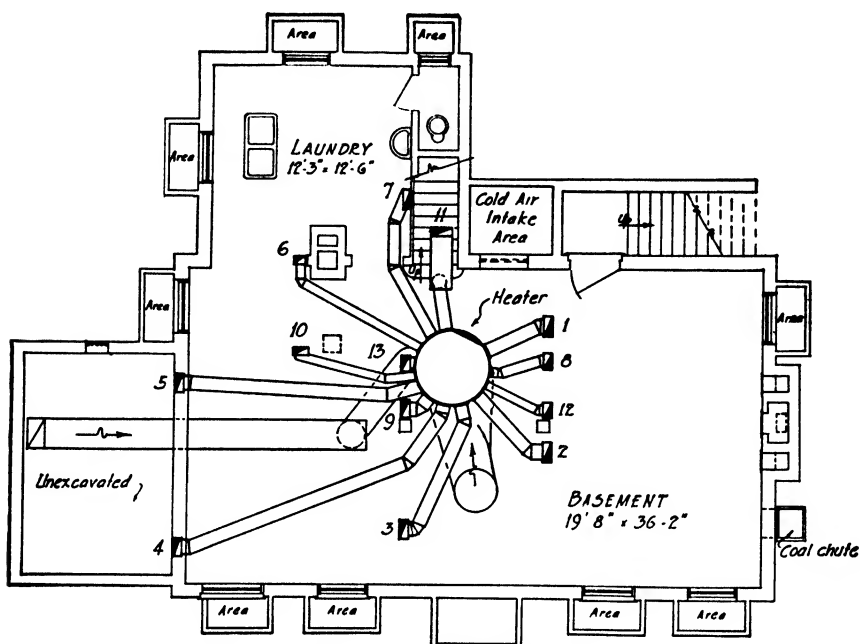 Area
Area
Area
LAUNDRY
12'-3" x 12'-6"
7
Cold Air
Intake
Area
11
Up
Up
6
Heater
Area
Area
1
10
13
8
5
9
12
2
Unexcavated
BASEMENT
19' 8" x 36-2"
3
4
Coal chute
Area
Area
Area
Area